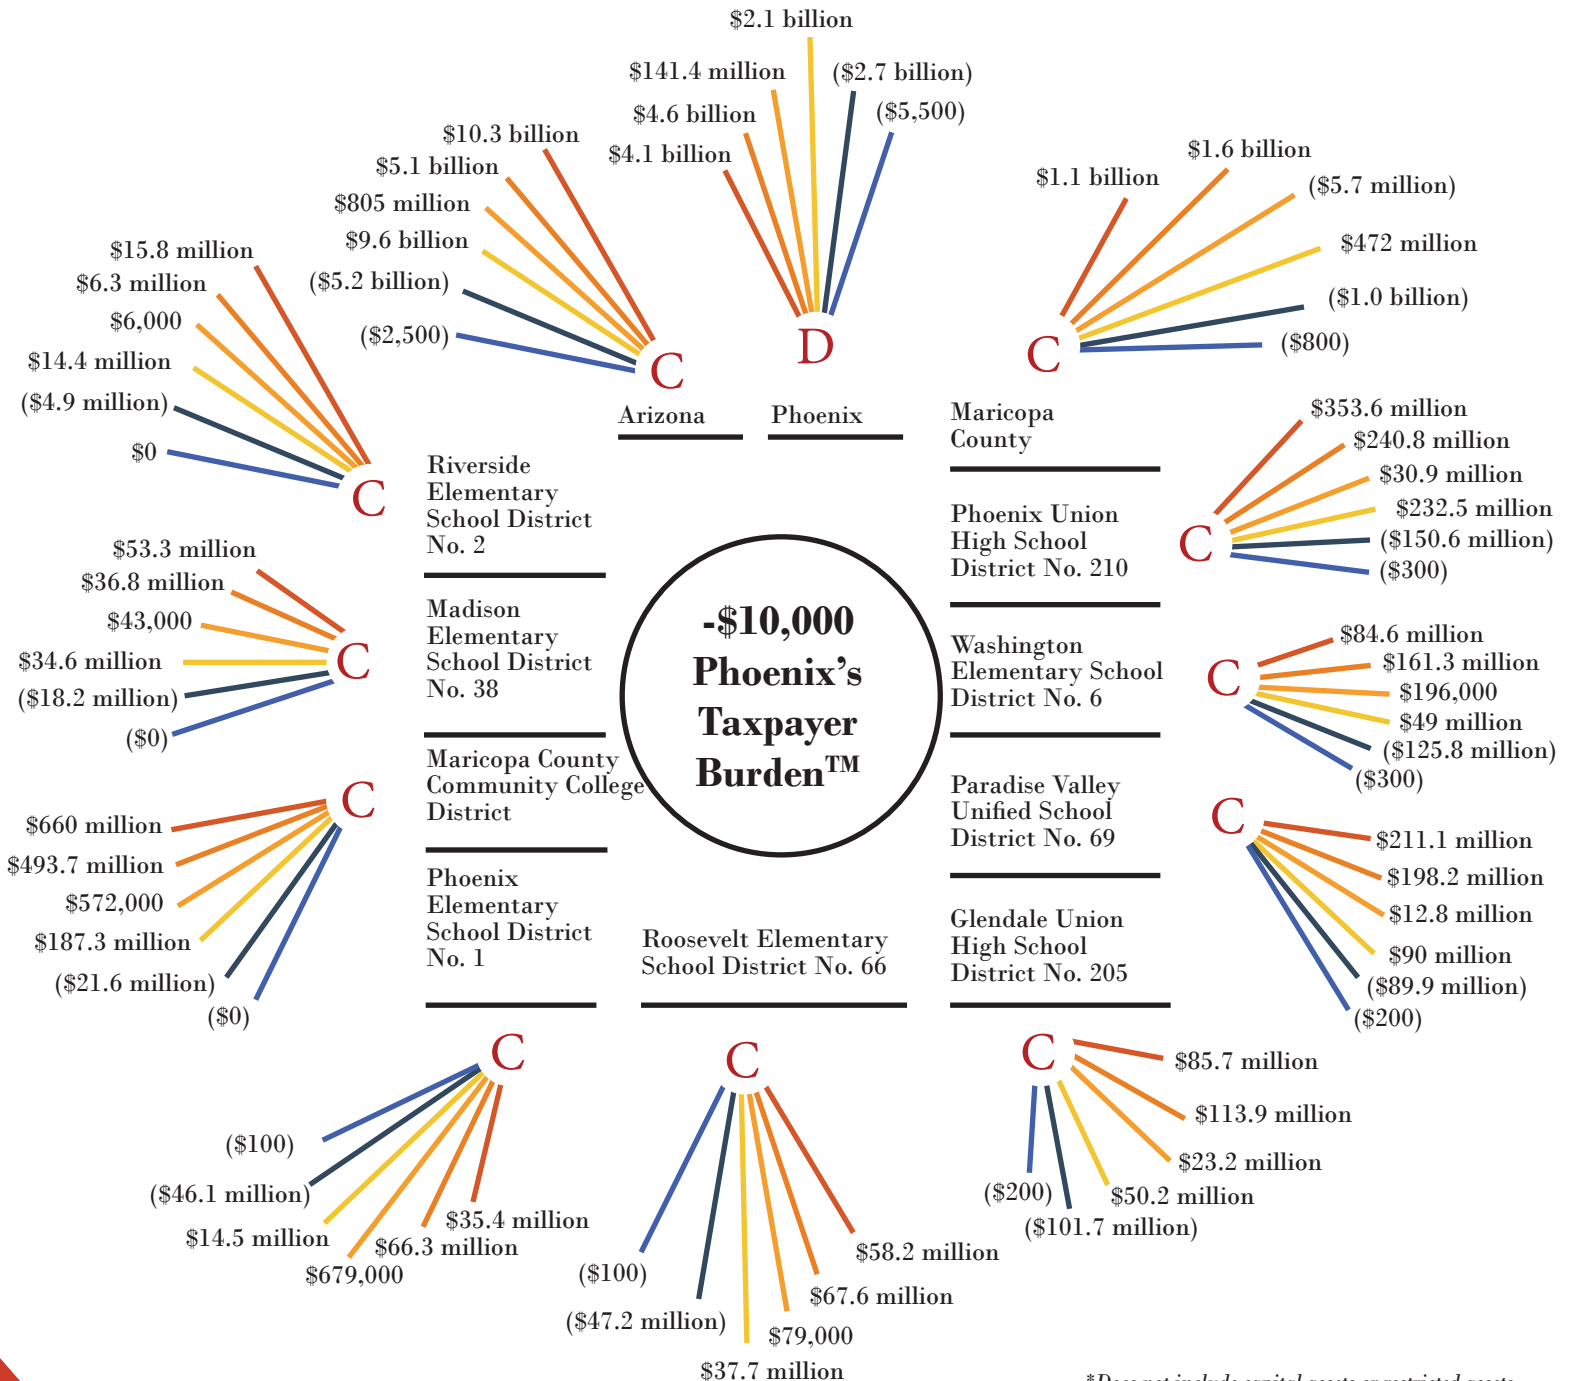 $2.1 billion
$141.4 million
($2.7 billion)
$4.6 billion
($5,500)
$4.1 billion
D
Phoenix
$10.3 billion
$5.1 billion
$805 million
$9.6 billion
($5.2 billion)
($2,500)
C
Arizona
$1.1 billion
$1.6 billion
($5.7 million)
$472 million
($1.0 billion)
($800)
C
Maricopa
County
$15.8 million
$6.3 million
$6,000
$14.4 million
($4.9 million)
$0
C
Riverside
Elementary
School District
No. 2
$353.6 million
$240.8 million
$30.9 million
$232.5 million
($150.6 million)
($300)
C
Phoenix Union
High School
District No. 210
$53.3 million
$36.8 million
$43,000
$34.6 million
($18.2 million)
($0)
C
Madison
Elementary
School District
No. 38
-$10,000
Phoenix’s
Taxpayer
Burden™
$84.6 million
$161.3 million
$196,000
$49 million
($125.8 million)
($300)
C
Washington
Elementary School
District No. 6
$660 million
$493.7 million
$572,000
$187.3 million
($21.6 million)
($0)
C
Maricopa County
Community College
District
$211.1 million
$198.2 million
$12.8 million
$90 million
($89.9 million)
($200)
C
Paradise Valley
Unified School
District No. 69
Phoenix
Elementary
School District
No. 1
C
($100)
($46.1 million)
$14.5 million
$679,000
$66.3 million
$35.4 million
Roosevelt Elementary
School District No. 66
C
($100)
($47.2 million)
$37.7 million
$79,000
$67.6 million
$58.2 million
Glendale Union
High School
District No. 205
C
$85.7 million
$113.9 million
$23.2 million
$50.2 million
($101.7 million)
($200)
*Does not include capital assets or restricted assets